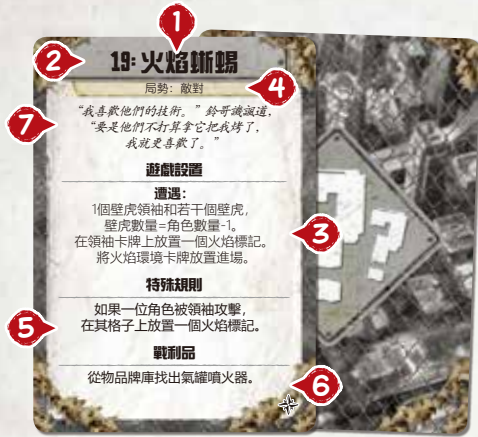 1
2
19: 火焰蜥蜴
局勢: 敵對
4
7
“我喜歡他們的技術。”鈴哥譏諷道,
“要是他們不打算拿它把我烤了,
我就更喜歡了。”
遊戲設置
遭遇:
1個壁虎領袖和若干個壁虎,
壁虎數量=角色數量-1。
在領袖卡牌上放置一個火焰標記。
將火焰環境卡牌放置進場。
3
特殊規則
如果一位角色被領袖攻擊,
在其格子上放置一個火焰標記。
5
戰利品
從物品牌庫找出氣罐噴火器。
6
??